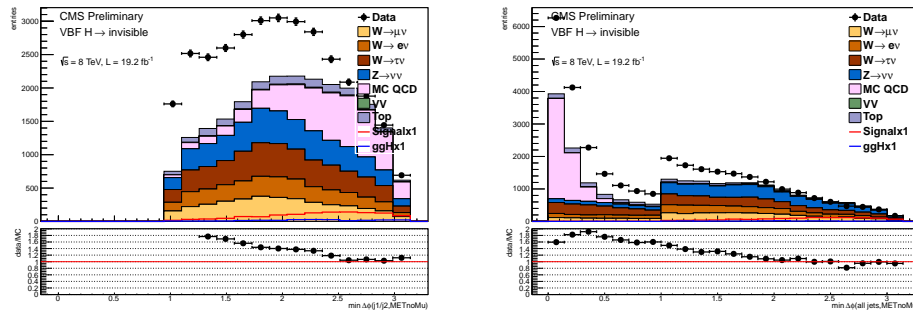 entries
3000
2500
2000
1500
1000
500
0
CMS Preliminary
VBF H→ invisible
√s = 8 TeV, L = 19.2 fb⁻¹
Data
W→μν
W→ eν
W→τν
Z→νν
MC QCD
VV
Top
Signalx1
ggHx1
data/MC
2
1.8
1.6
1.4
1.2
1
0.8
0.6
0.4
0.2
0
0 0.5 1 1.5 2 2.5 3
min Δφ(j1/j2,METnoMu)
entries
6000
5000
4000
3000
2000
1000
0
CMS Preliminary
VBF H→ invisible
√s = 8 TeV, L = 19.2 fb⁻¹
Data
W→μν
W→ eν
W→τν
Z→νν
MC QCD
VV
Top
Signalx1
ggHx1
data/MC
2
1.8
1.6
1.4
1.2
1
0.8
0.6
0.4
0.2
0
0 0.5 1 1.5 2 2.5 3
min Δφ(all jets,METnoMu)